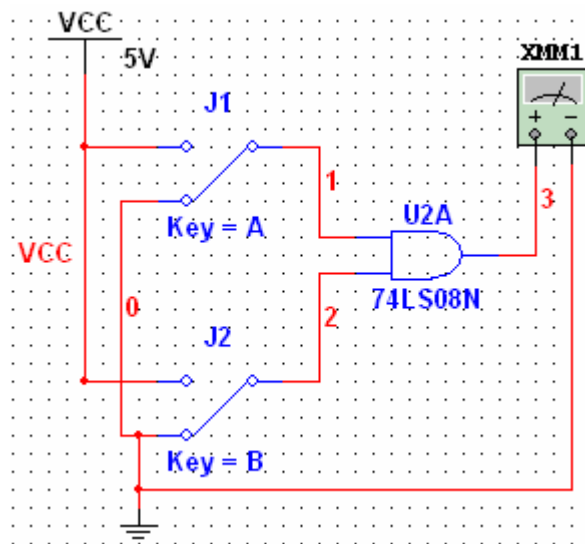 VCC
5V
XMM1
J1
+ −
1
3
U2A
Key = A
VCC
74LS08N
0
2
J2
Key = B